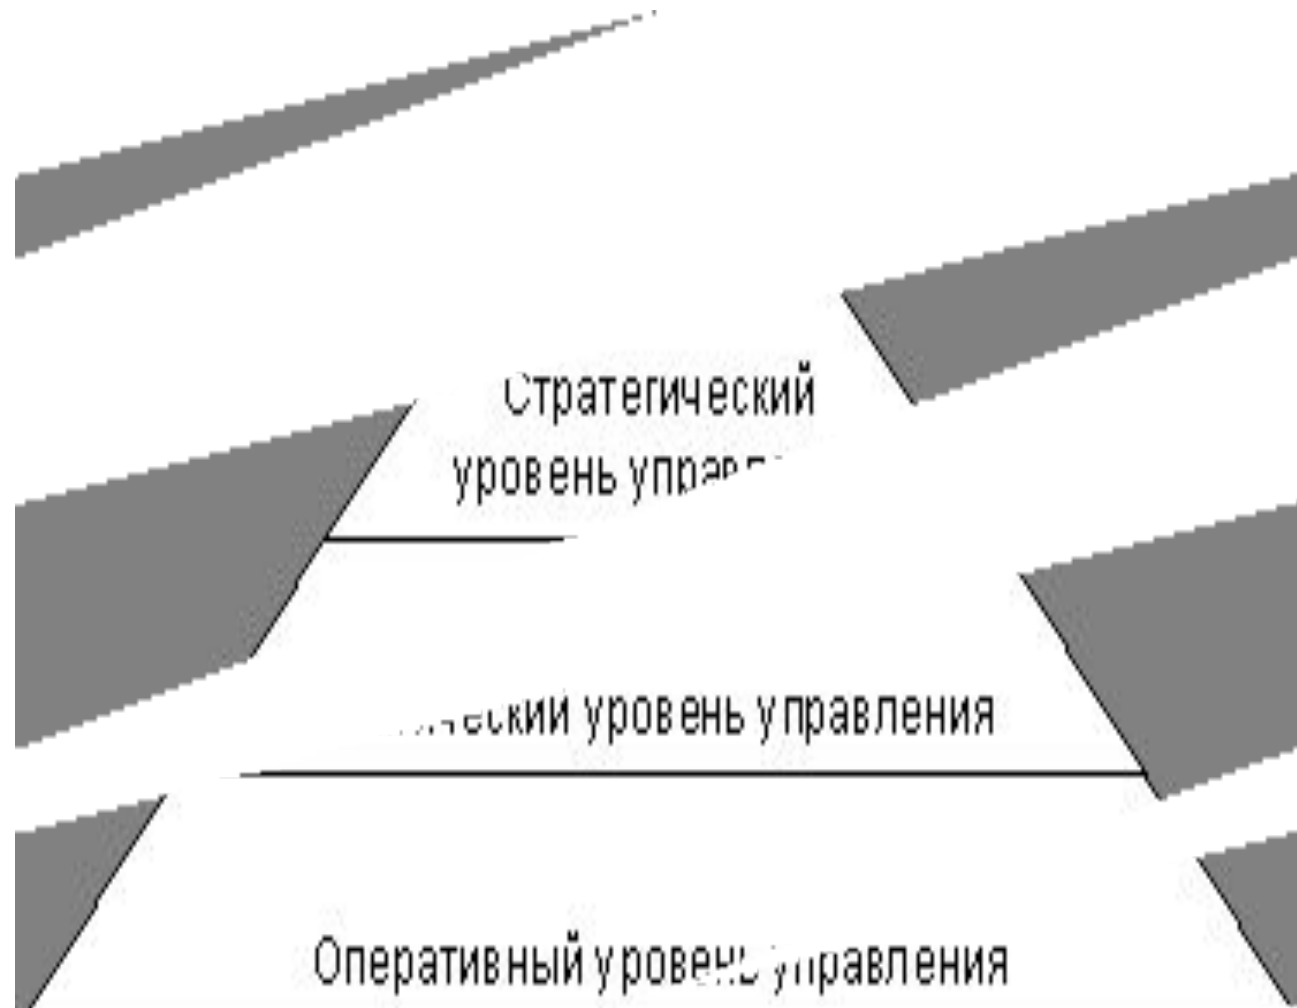 Стратегический
уровень
уровень управления
Оперативный уровень управления